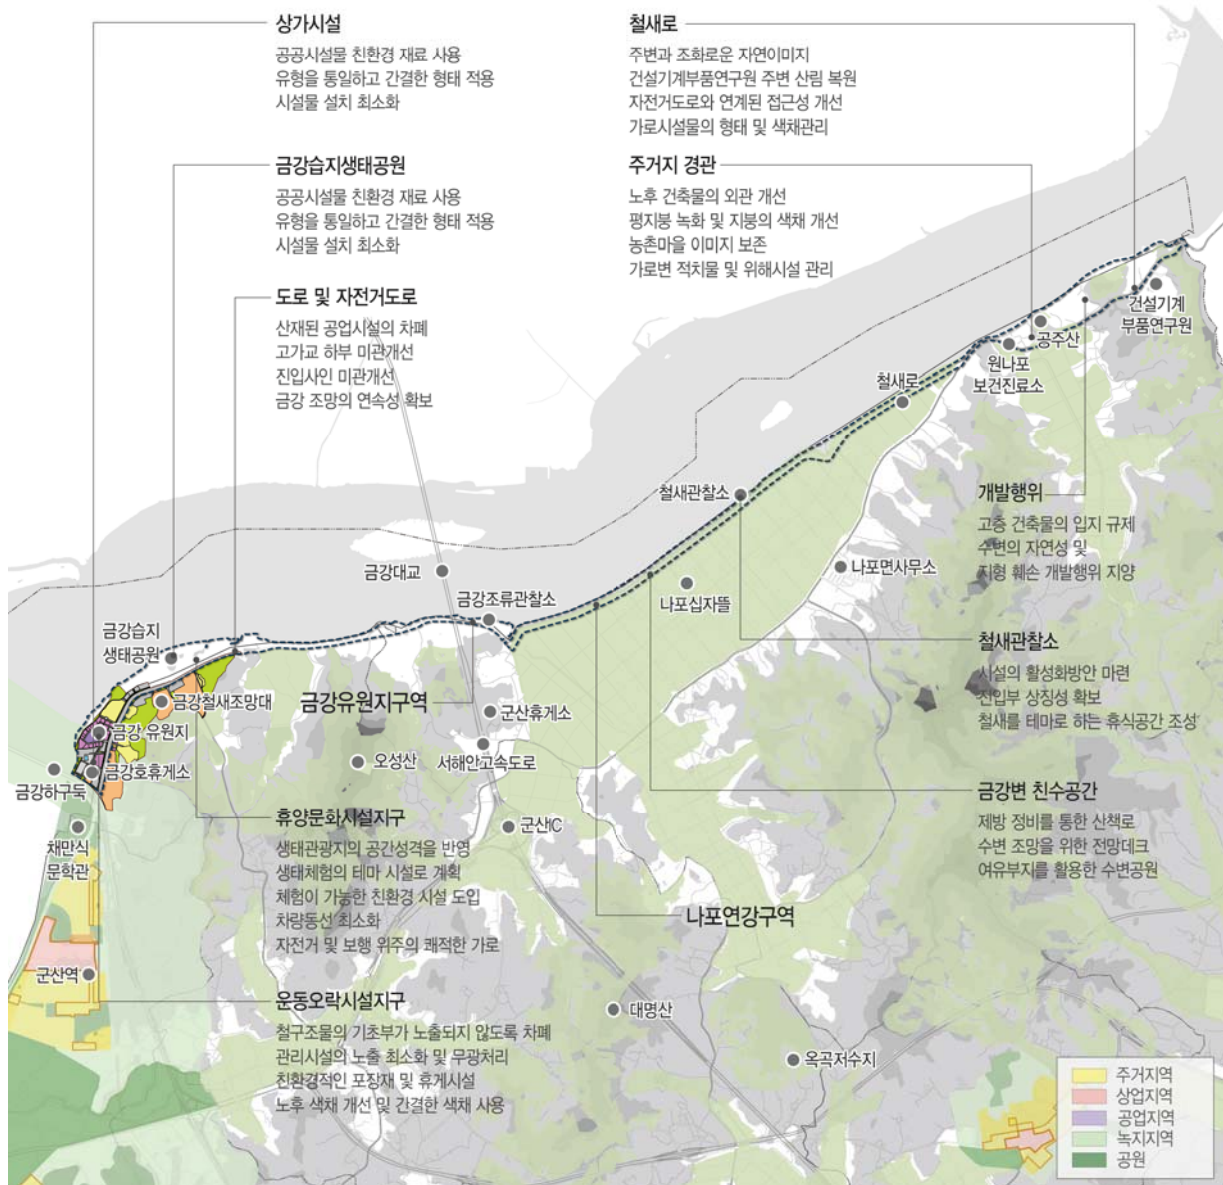 상가시설
공공시설물 친환경 재료 사용
유형을 통일하고 간결한 형태 적용
시설물 설치 최소화
철새로
주변과 조화로운 자연이미지
건설기계부품연구원 주변 산림 복원
자전거도로와 연계된 접근성 개선
가로시설물의 형태 및 색채관리
금강습지생태공원
공공시설물 친환경 재료 사용
유형을 통일하고 간결한 형태 적용
시설물 설치 최소화
주거지 경관
노후 건축물의 외관 개선
평지붕 녹화 및 지붕의 색채 개선
농촌마을 이미지 보존
가로변 적치물 및 위해시설 관리
도로 및 자전거도로
산재된 공업시설의 차폐
고가교 하부 미관개선
진입사인 미관개선
금강 조망의 연속성 확보
건설기계
부품연구원
공주산
원나포
보건진료소
철새로
철새관찰소
개발행위
고층 건축물의 입지 규제
수변의 자연성 및
지형 훼손 개발행위 지양
금강대교
나포면사무소
나포십자뜰
금강조류관찰소
금강습지
생태공원
철새관찰소
시설의 활성화방안 마련
진입부 상징성 확보
철새를 테마로 하는 휴식공간 조성
금강철새조망대
금강유원지구역
군산휴게소
금강 유원지
서해안고속도로
오성산
금강호휴게소
금강하구둑
금강변 친수공간
제방 정비를 통한 산책로
수변 조망을 위한 전망데크
여유부지를 활용한 수변공원
휴양문화시설지구
생태관광지의 공간성격을 반영
생태체험의 테마 시설로 계획
체험이 가능한 친환경 시설 도입
차량동선 최소화
자전거 및 보행 위주의 쾌적한 가로
군산IC
채만식
문학관
나포연강구역
군산역
운동오락시설지구
철구조물의 기초부가 노출되지 않도록 차폐
관리시설의 노출 최소화 및 무광처리
친환경적인 포장재 및 휴게시설
노후 색채 개선 및 간결한 색채 사용
대명산
옥곡저수지
주거지역
상업지역
공업지역
녹지지역
공원